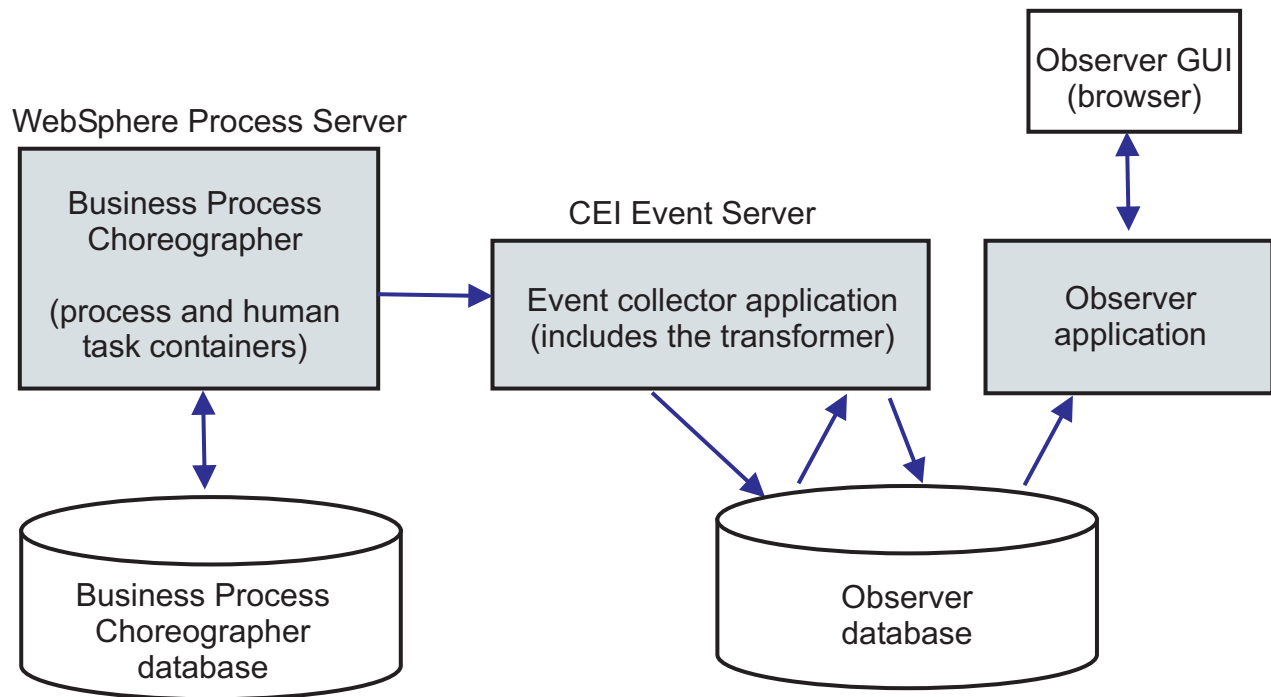 WebSphere Process Server
Business Process
Choreographer
(process and human
task containers)
Business Process
Choreographer
database
CEI Event Server
Event collector application
(includes the transformer)
Observer
database
Observer GUI
(browser)
Observer
application